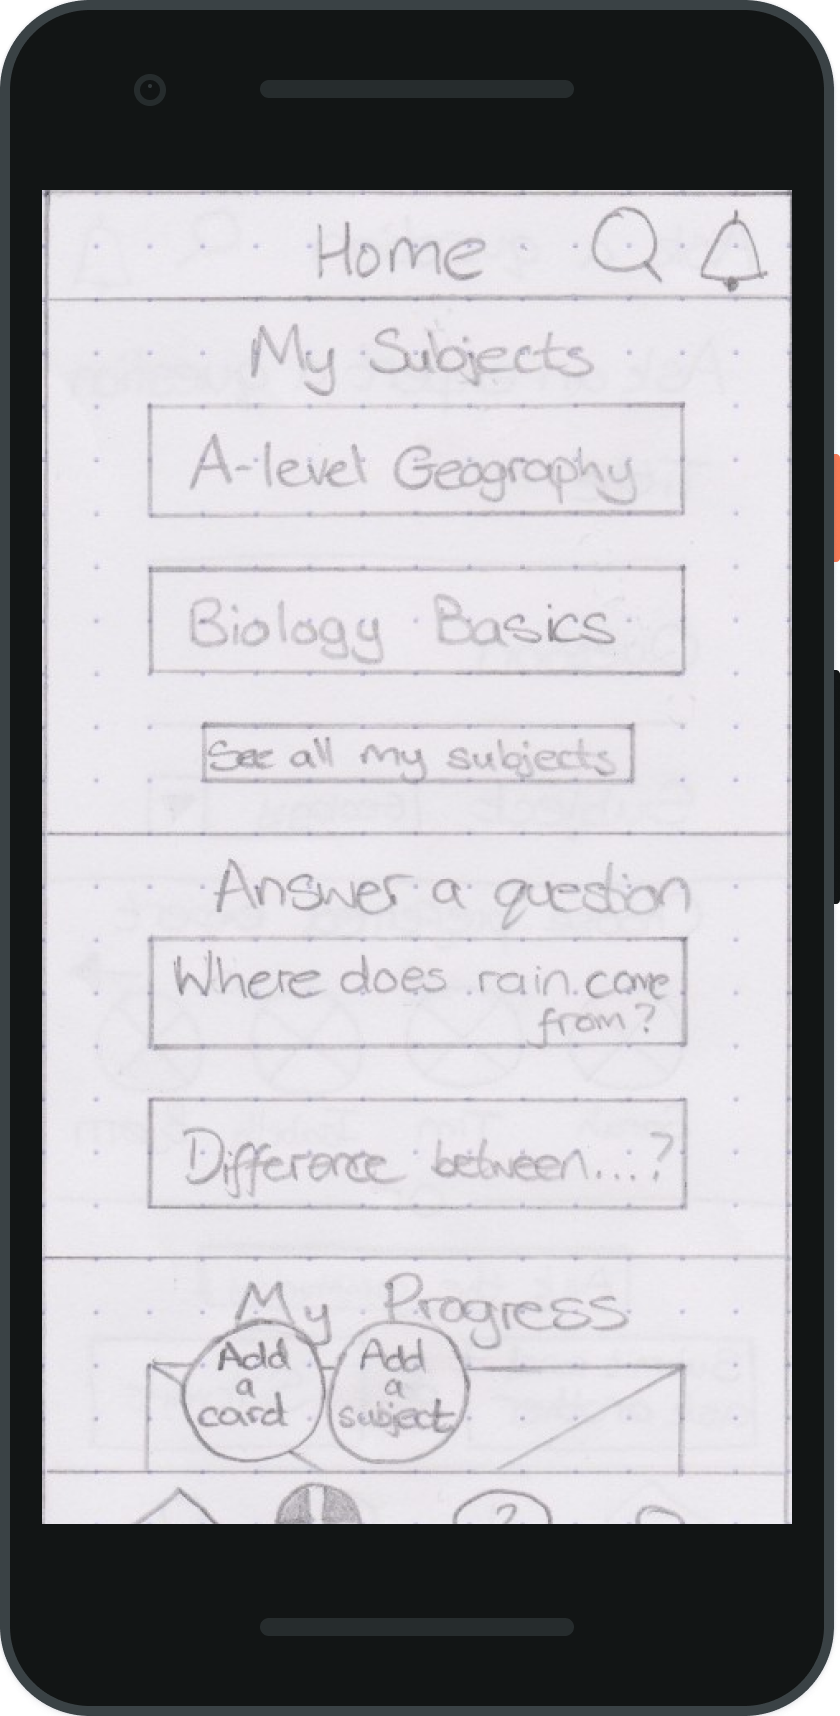 Home
My Subjects
A-level Geography
Biology Basics
See all my subjects
Answer a question
Where does rain come
from?
Difference between....?
My Progress
Add
a
card
Add
a
subject
?